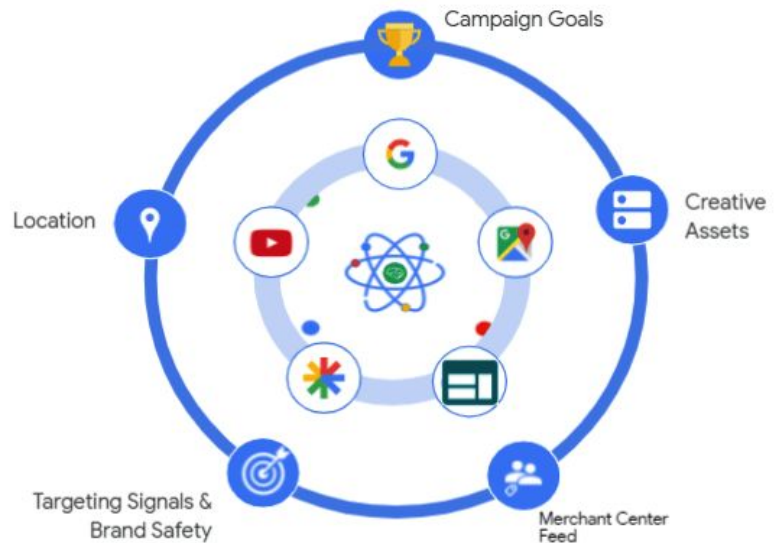 Campaign Goals
Creative
Assets
Merchant Center
Feed
Targeting Signals &
Brand Safety
Location